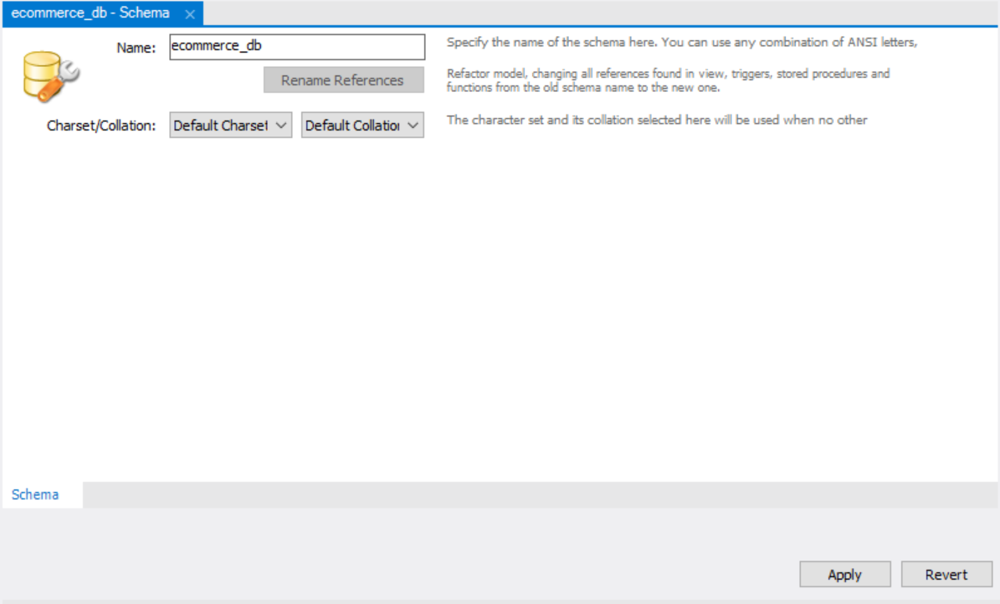 ecommerce_db - Schema ×
Name: ecommerce_db
Specify the name of the schema here. You can use any combination of ANSI letters,
Rename References
Refactor model, changing all references found in view, triggers, stored procedures and
functions from the old schema name to the new one.
Charset/Collation: Default Charset Default Collation
The character set and its collation selected here will be used when no other
Schema
Apply Revert